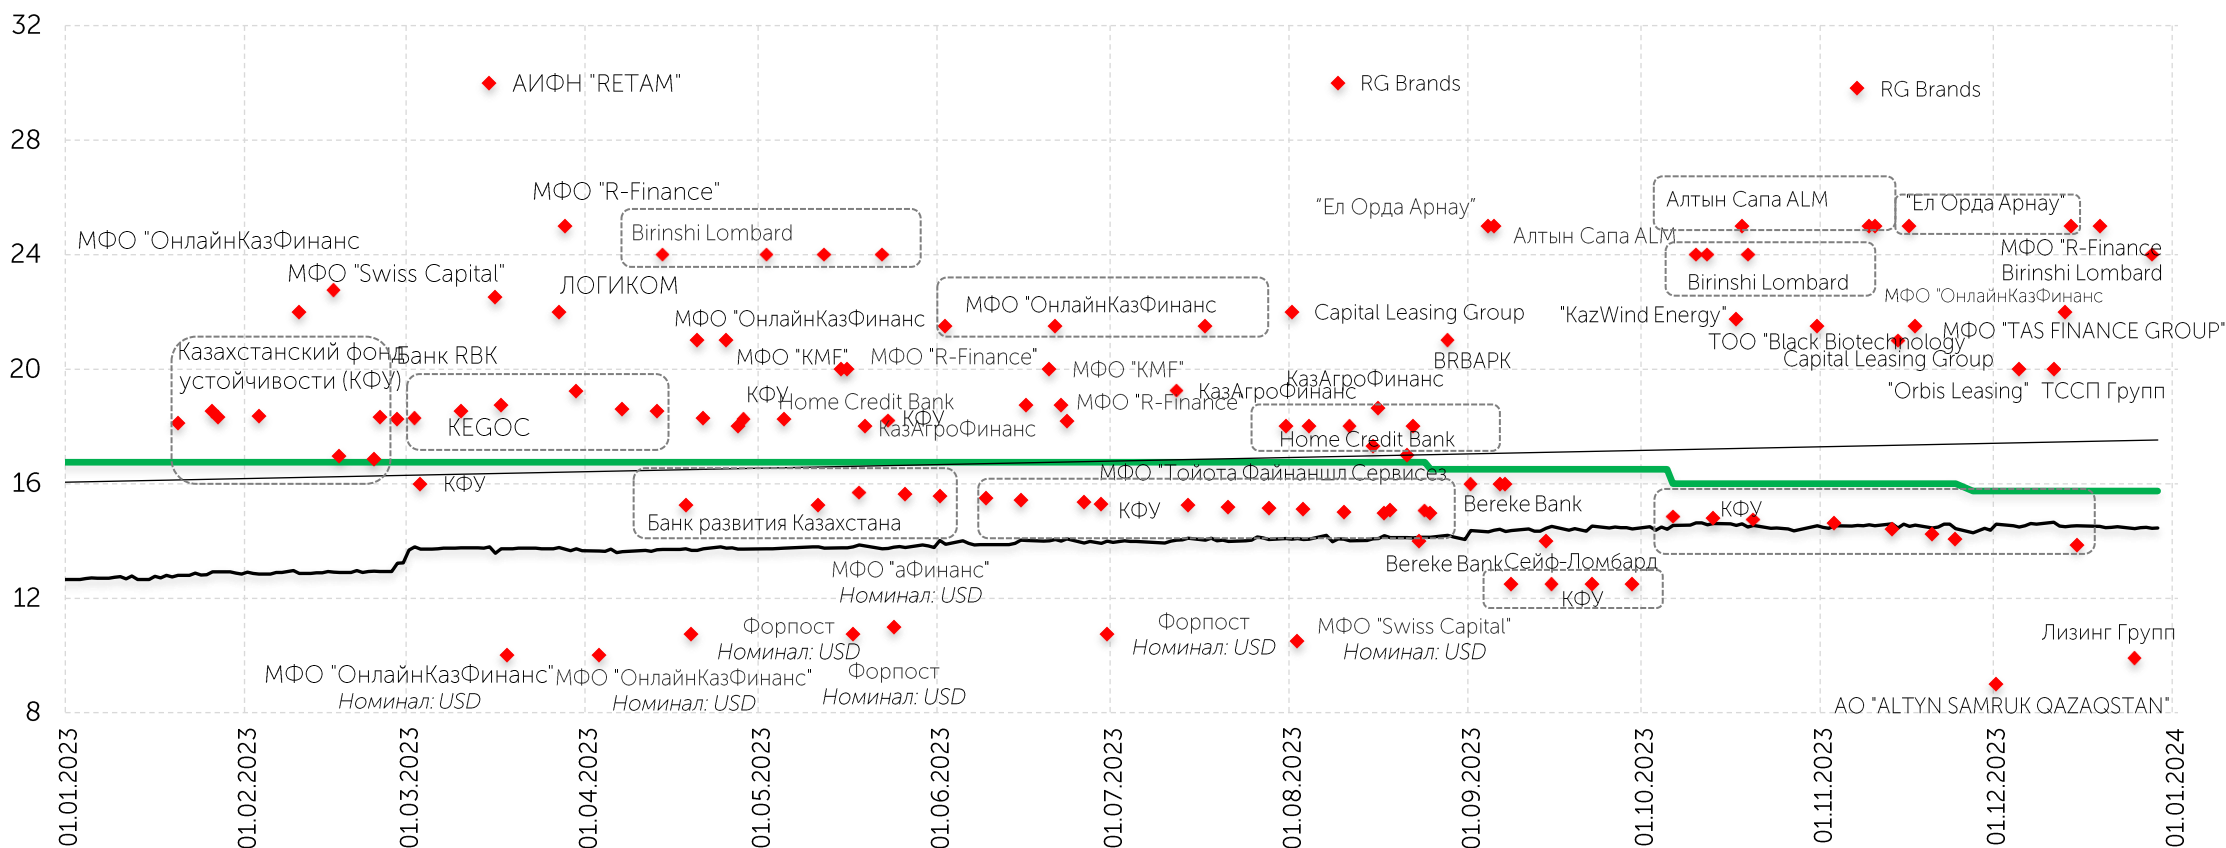 32
28
24
20
16
12
8
АИФН "RETAM"
RG Brands
RG Brands
МФО "R-Finance"
"Ел Орда Арнау"
Алтын Сапа ALM
"Ел Орда Арнау"
Birinshi Lombard
Алтын Сапа ALM
МФО "ОнлайнКазФинанс
МФО "R-Finance
МФО "Swiss Capital"
Birinshi Lombard
ЛОГИКОМ
Birinshi Lombard
МФО "ОнлайнКазФинанс
МФО "ОнлайнКазФинанс
Capital Leasing Group
"KazWind Energy"
МФО "ОнлайнКазФинанс
МФО "TAS FINANCE GROUP"
ТОО "Black Biotechnology"
Казахстанский фонд
устойчивости (КФУ)
Банк RBK
МФО "KMF"
МФО "R-Finance"
BRBАРК
Capital Leasing Group
МФО "KMF"
КазАгроФинанс
КазАгроФинанс
"Orbis Leasing"
ТССП Групп
КФУ
Home Credit Bank
МФО "R-Finance"
КФУ
KEGOC
КазАгроФинанс
Home Credit Bank
МФО "Тойота Файнаншл Сервисез
КФУ
Bereke Bank
КФУ
КФУ
Банк развития Казахстана
Bereke Bank
Сейф-Ломбард
МФО "аФинанс"
Номинал: USD
КФУ
Форпост
Номинал: USD
Форпост
Номинал: USD
МФО "Swiss Capital"
Номинал: USD
Лизинг Групп
МФО "ОнлайнКазФинанс"
Номинал: USD
МФО "ОнлайнКазФинанс"
Номинал: USD
Форпост
Номинал: USD
АО "ALTYN SAMRUK QAZAQSTAN"
01.01.2023
01.02.2023
01.03.2023
01.04.2023
01.05.2023
01.06.2023
01.07.2023
01.08.2023
01.09.2023
01.10.2023
01.11.2023
01.12.2023
01.01.2024